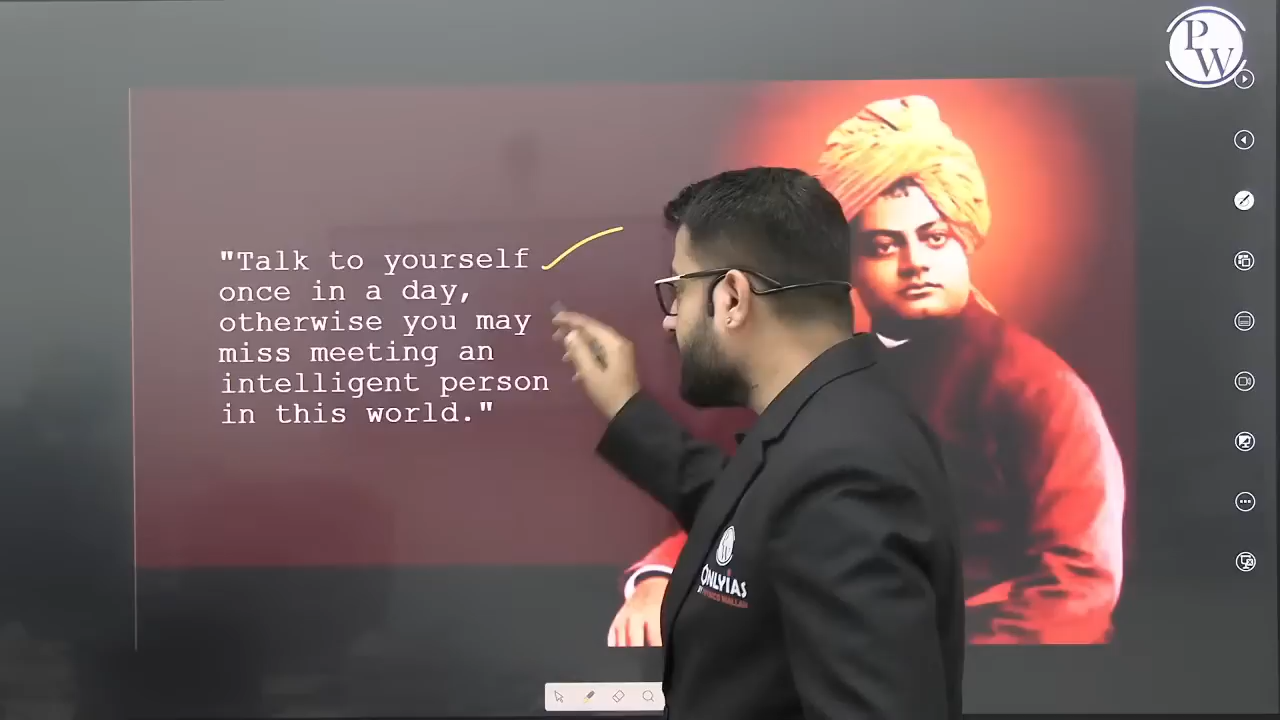 PW
"Talk to yourself
once in a day,
otherwise you may
miss meeting an
intelligent person
in this world."
ONLYIAS